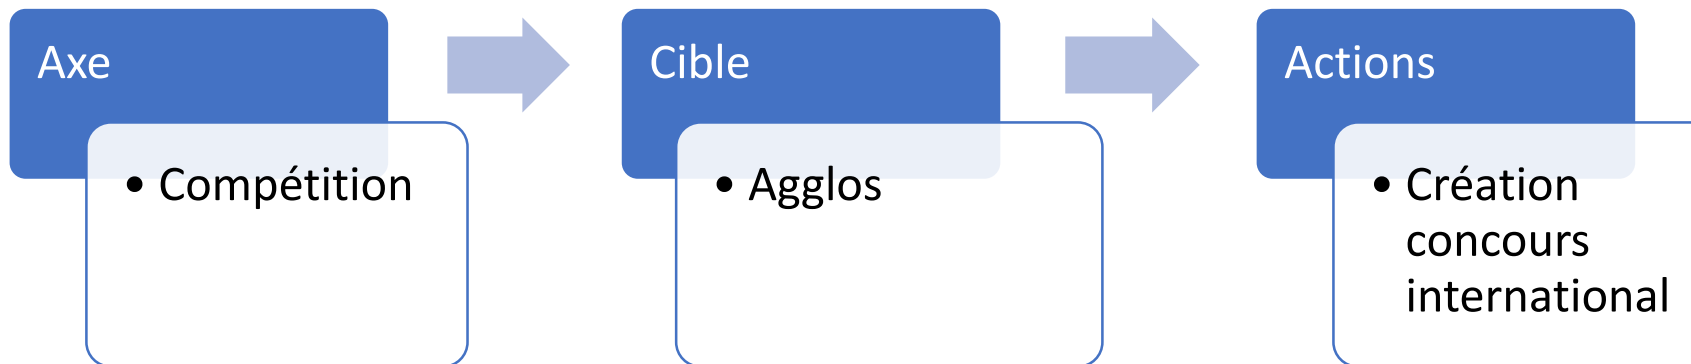 Axe
• Compétition
Cible
• Agglos
Actions
• Création
concours
international